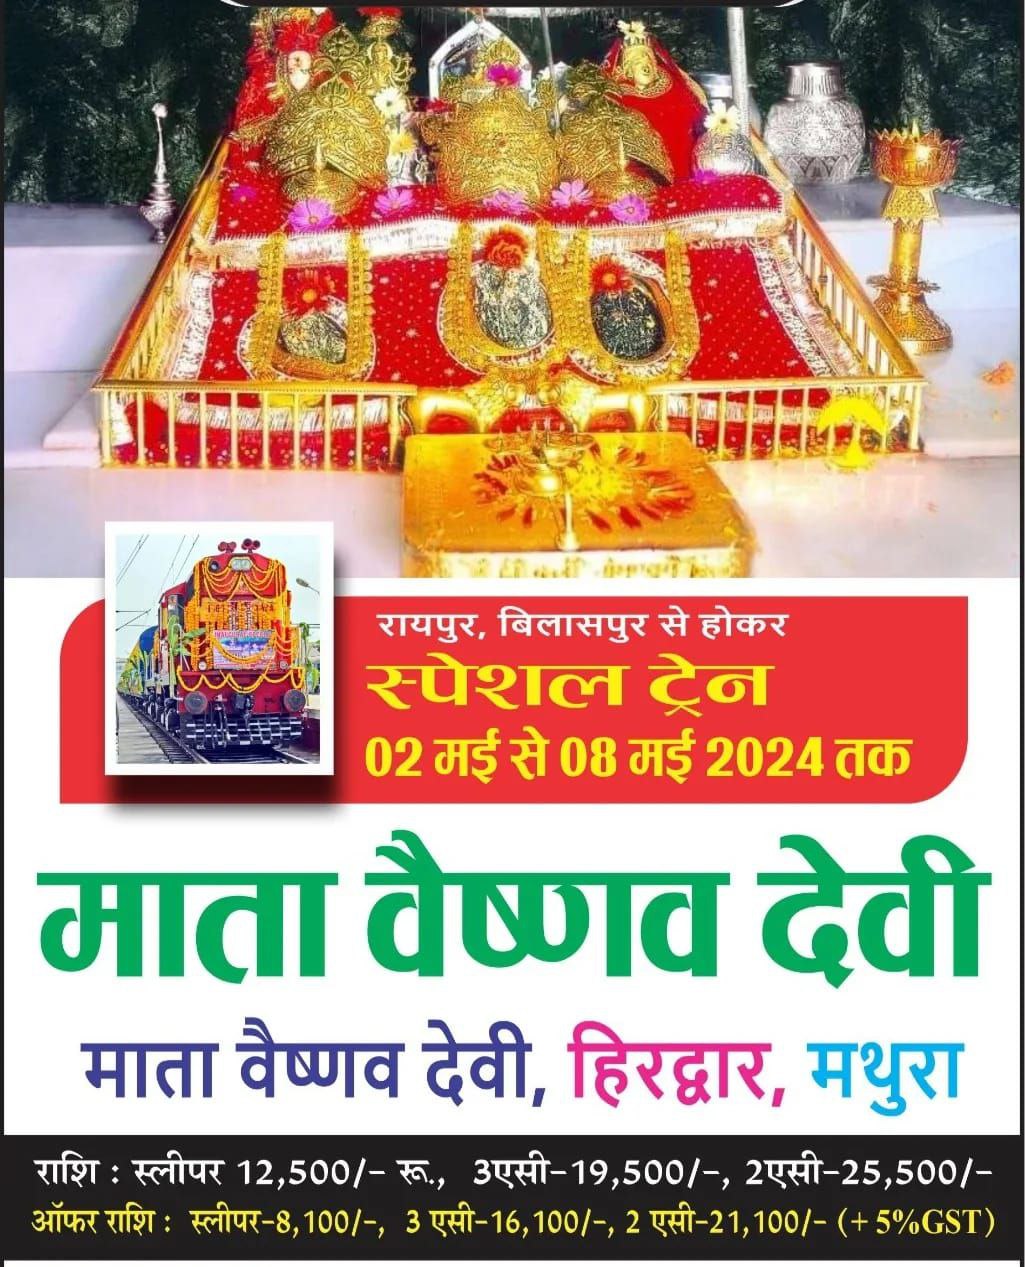 रायपुर, बिलासपुर से होकर
स्पेशल ट्रेन
02 मई से 08 मई 2024 तक
माता वैष्णव देवी
माता वैष्णव देवी, हिरद्वार, मथुरा
राशि : स्लीपर 12,500/- रू., 3एसी-19,500/-, 2एसी-25,500/-
ऑफर राशि : स्लीपर-8,100/-, 3 एसी-16,100/-, 2 एसी-21,100/- (+ 5%GST)